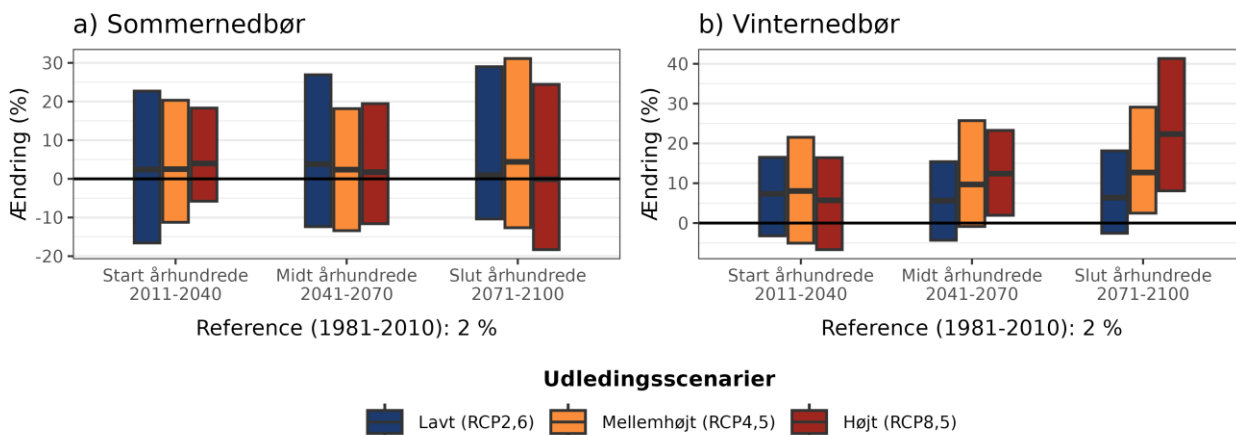 a) Sommernedbør
Ændring (%)
30
20
10
0
-10
-20
Start århundrede
2011-2040
Midt århundrede
2041-2070
Slut århundrede
2071-2100
Reference (1981-2010): 2 %
b) Vinternedbør
Ændring (%)
40
30
20
10
0
Start århundrede
2011-2040
Midt århundrede
2041-2070
Slut århundrede
2071-2100
Reference (1981-2010): 2 %
Udledingsscenarier
Lavt (RCP2,6)
Mellemhøjt (RCP4,5)
Højt (RCP8,5)